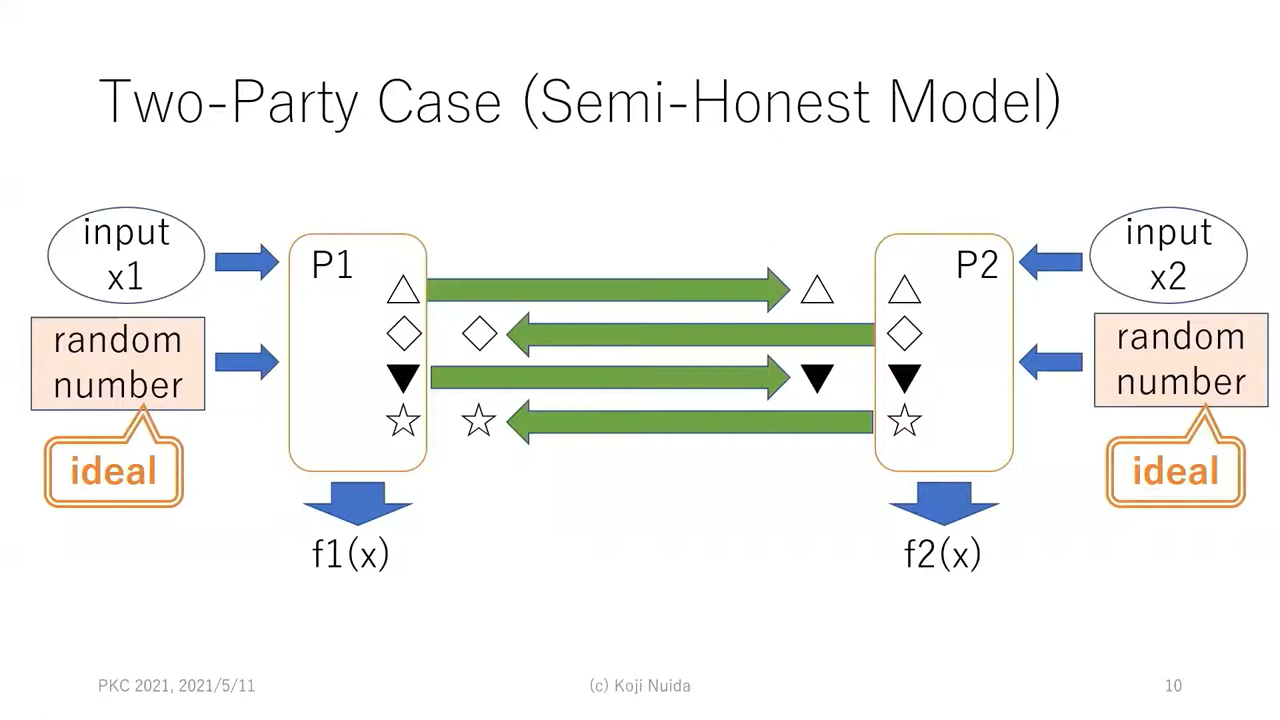 Two-Party Case (Semi-Honest Model)
input
x1
random
number
ideal
P1
f1(x)
P2
f2(x)
input
x2
random
number
ideal
PKC 2021, 2021/5/11
(c) Koji Nuida
10